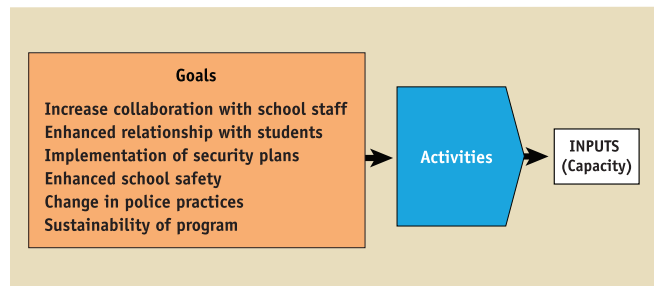 Goals
Increase collaboration with school staff
Enhanced relationship with students
Implementation of security plans
Enhanced school safety
Change in police practices
Sustainability of program
Activities
INPUTS
(Capacity)